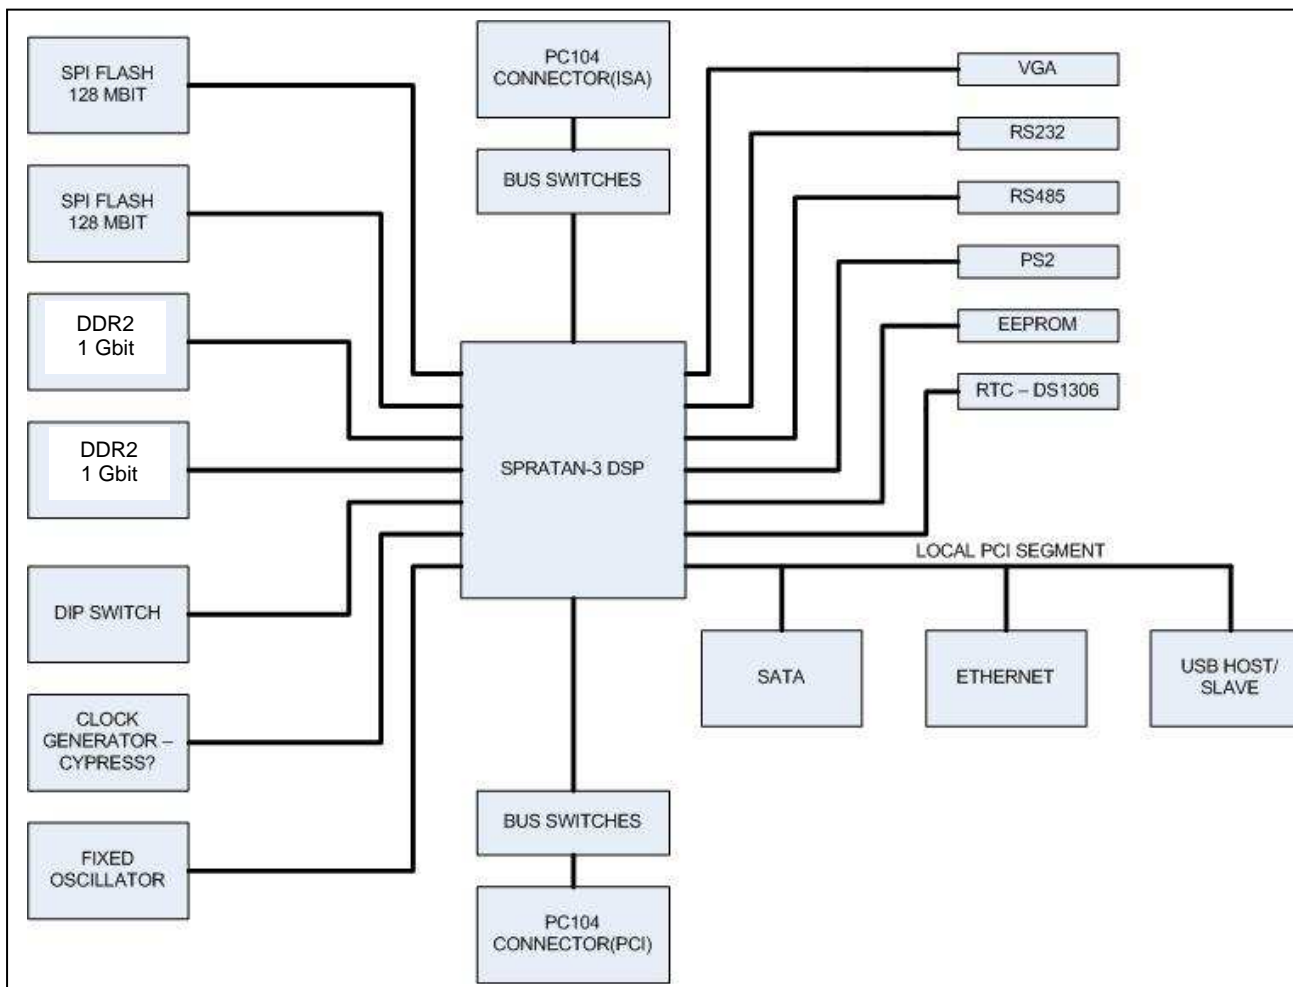 SPI FLASH
128 MBIT
SPI FLASH
128 MBIT
DDR2
1 Gbit
DDR2
1 Gbit
DIP SWITCH
CLOCK
GENERATOR –
CYPRESS?
FIXED
OSCILLATOR
PC104
CONNECTOR(ISA)
BUS SWITCHES
SPRATAN-3 DSP
BUS SWITCHES
PC104
CONNECTOR(PCI)
VGA
RS232
RS485
PS2
EEPROM
RTC – DS1306
LOCAL PCI SEGMENT
SATA
ETHERNET
USB HOST/
SLAVE